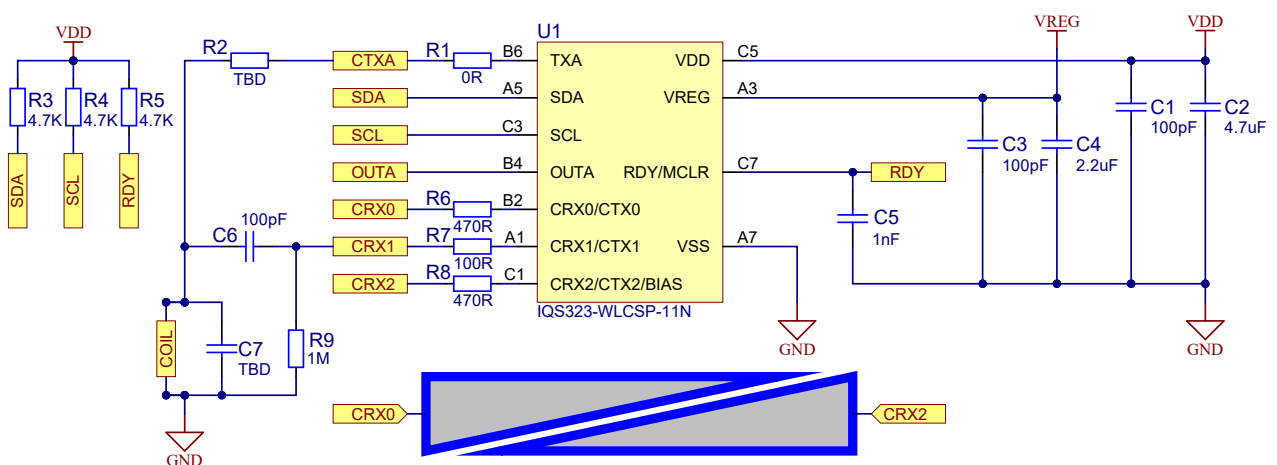 VDD
R3
4.7K
R4
4.7K
R5
4.7K
SDA
SCL
RDY
R2
TBD
CTXA
R1
0R
B6
SDA
A5
SCL
C3
OUTA
B4
CRX0
R6
470R
B2
CRX1
R7
100R
A1
CRX2
R8
470R
C1
U1
TXA
VDD
SDA
VREG
SCL
OUTA
RDY/MCLR
CRX0/CTX0
CRX1/CTX1
VSS
CRX2/CTX2/BIAS
IQS323-WLCSP-11N
C5
A3
C7
A7
VREG
VDD
C1
100pF
C2
4.7uF
C3
100pF
C4
2.2uF
RDY
C5
1nF
GND
GND
100pF
C6
COIL
C7
TBD
R9
1M
GND
CRX0
CRX2